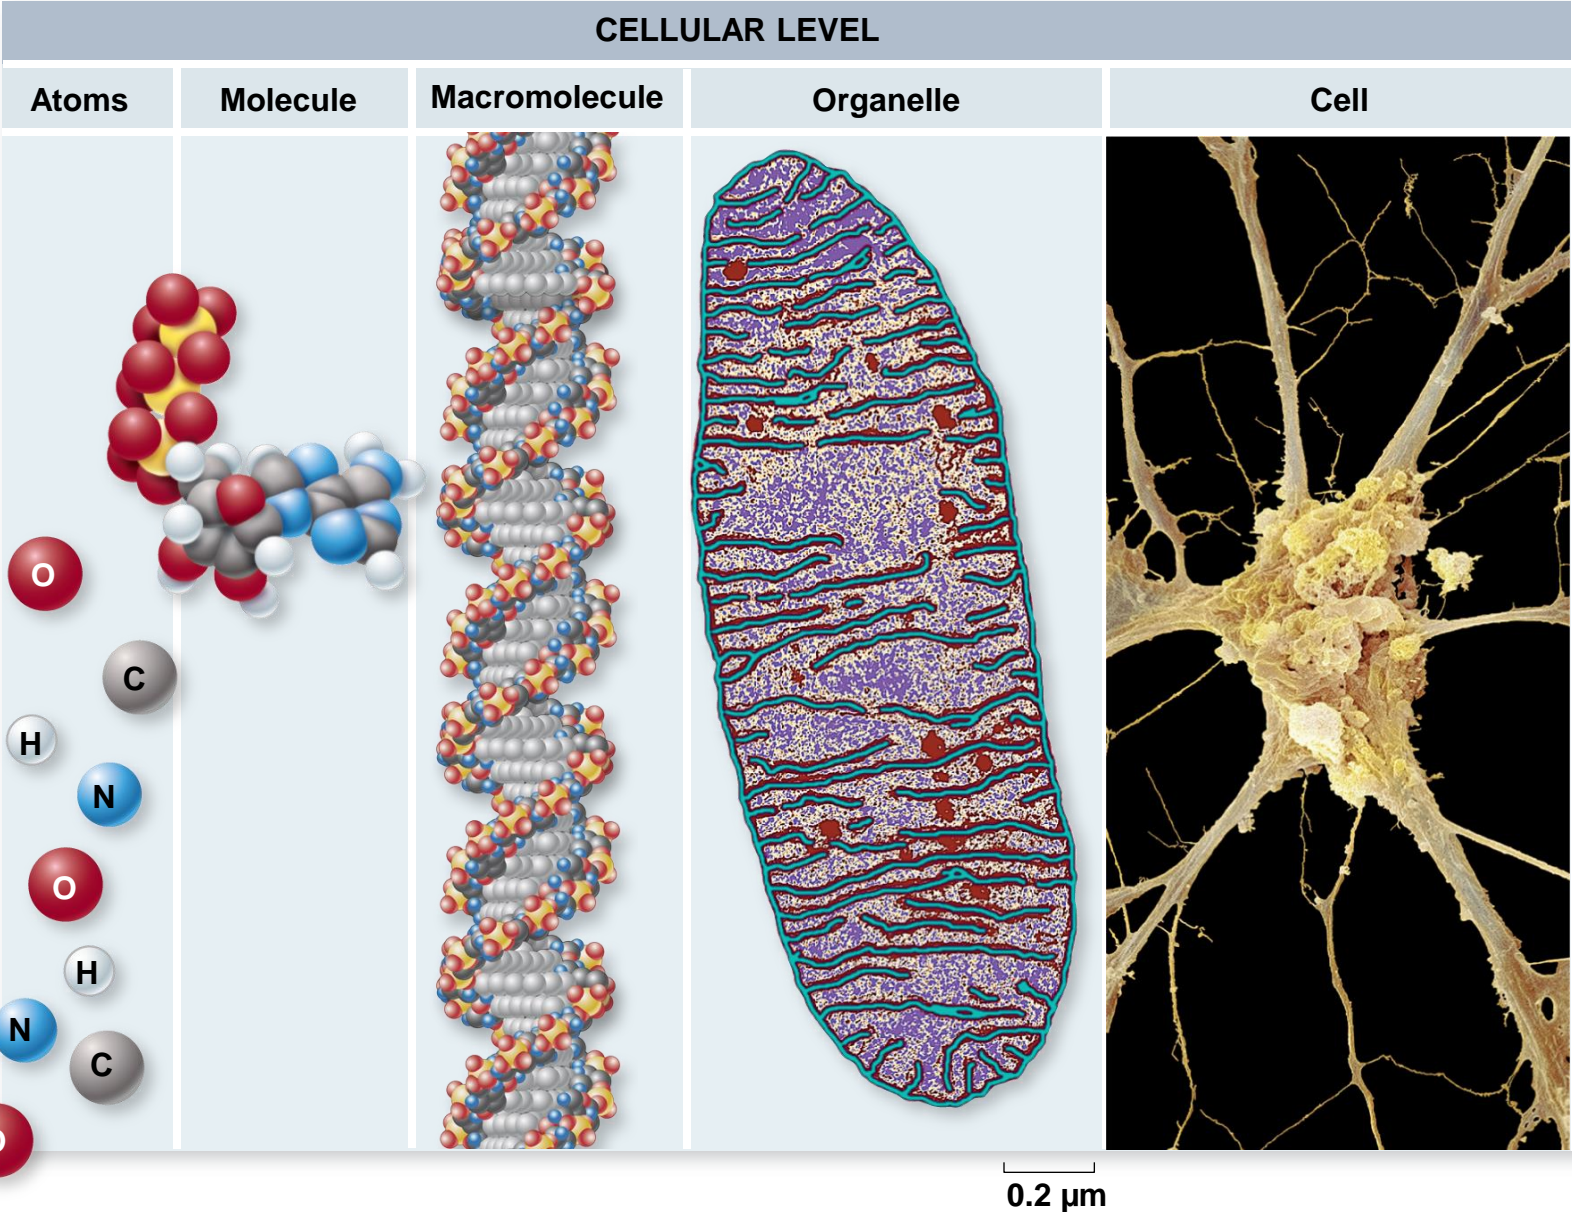 CELLULAR LEVEL
Atoms
Molecule
Macromolecule
Organelle
Cell
O
C
H
N
O
H
N
C
0.2 µm